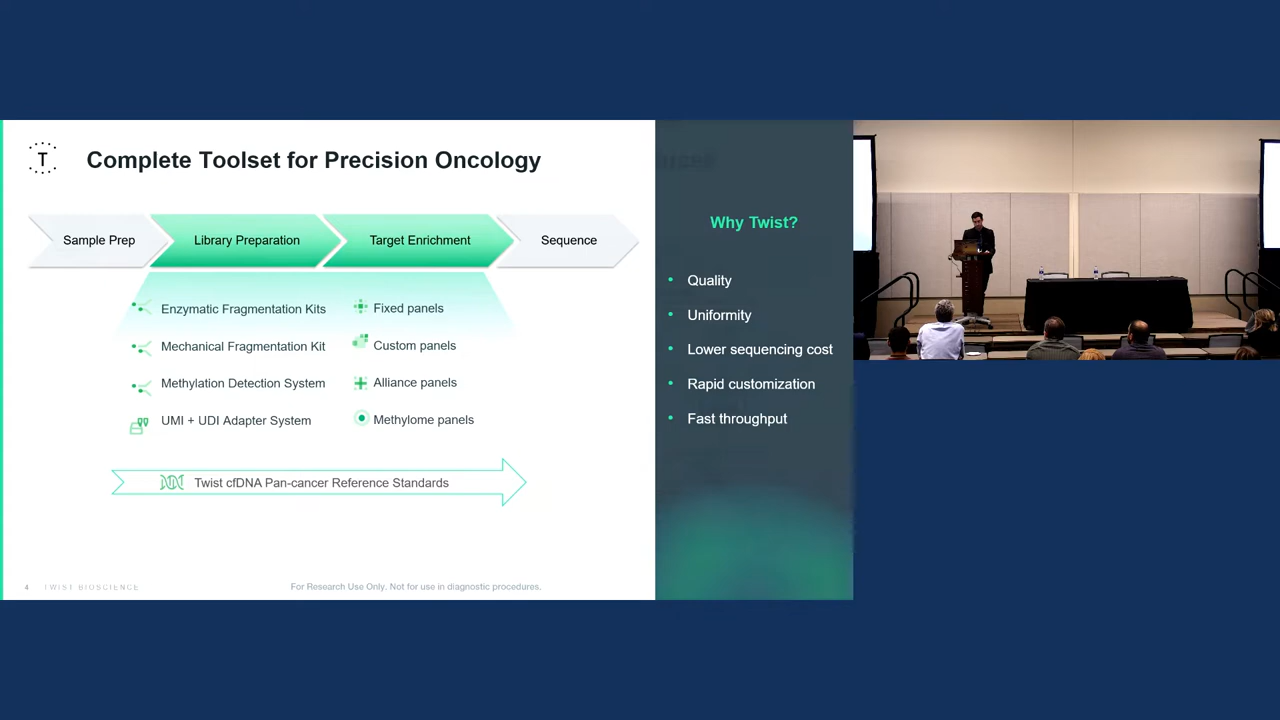 T
Complete Toolset for Precision Oncology
Sample Prep
Library Preparation
Target Enrichment
Sequence
Enzymatic Fragmentation Kits
Mechanical Fragmentation Kit
Methylation Detection System
UMI + UDI Adapter System
Fixed panels
Custom panels
Alliance panels
Methylome panels
Twist cfDNA Pan-cancer Reference Standards
4 TWIST BIOSCIENCE
For Research Use Only. Not for use in diagnostic procedures.
Why Twist?
• Quality
• Uniformity
• Lower sequencing cost
• Rapid customization
• Fast throughput